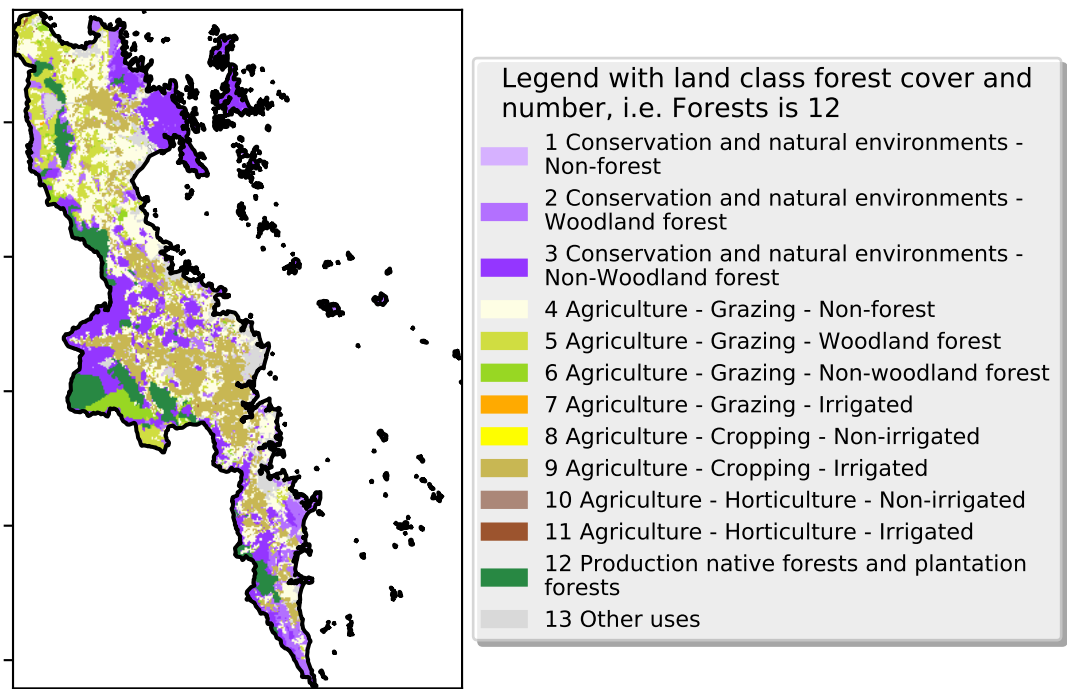 Legend with land class forest cover and
number, i.e. Forests is 12
1 Conservation and natural environments -
Non-forest
2 Conservation and natural environments -
Woodland forest
3 Conservation and natural environments -
Non-Woodland forest
4 Agriculture - Grazing - Non-forest
5 Agriculture - Grazing - Woodland forest
6 Agriculture - Grazing - Non-woodland forest
7 Agriculture - Grazing - Irrigated
8 Agriculture - Cropping - Non-irrigated
9 Agriculture - Cropping - Irrigated
10 Agriculture - Horticulture - Non-irrigated
11 Agriculture - Horticulture - Irrigated
12 Production native forests and plantation
forests
13 Other uses